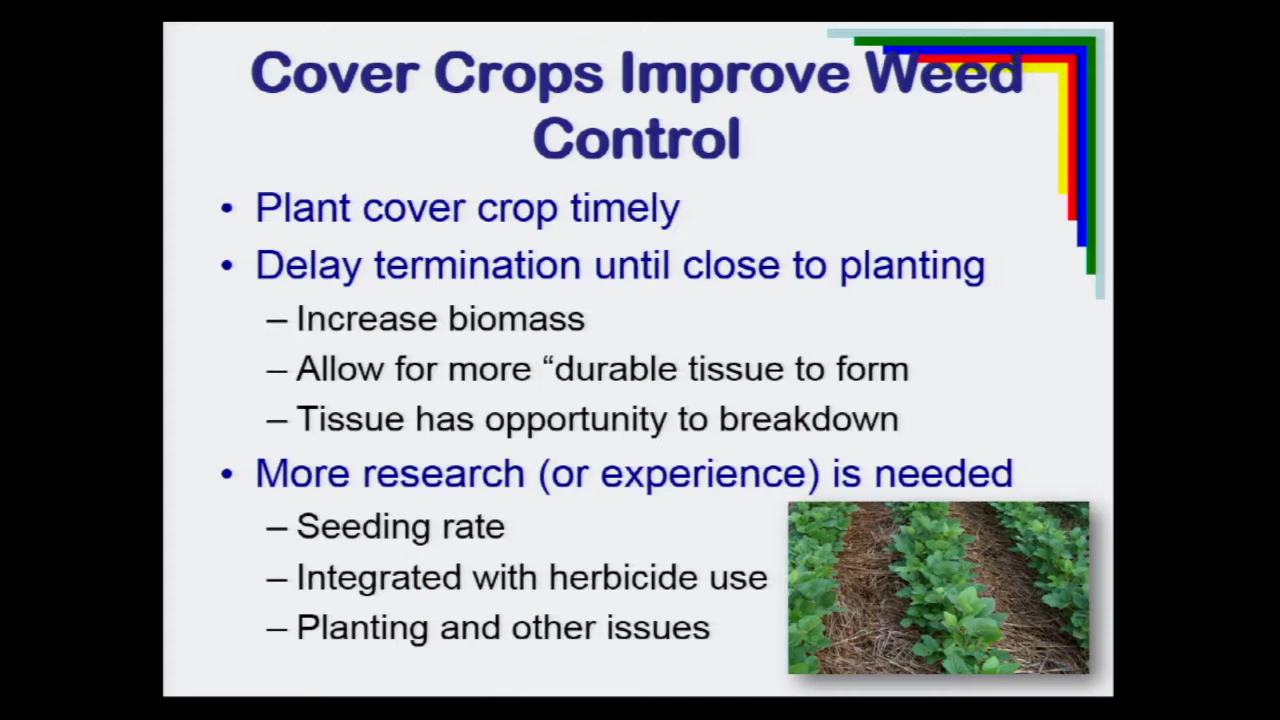 Cover Crops Improve Weed
Control
• Plant cover crop timely
• Delay termination until close to planting
– Increase biomass
– Allow for more “durable tissue to form
– Tissue has opportunity to breakdown
• More research (or experience) is needed
– Seeding rate
– Integrated with herbicide use
– Planting and other issues